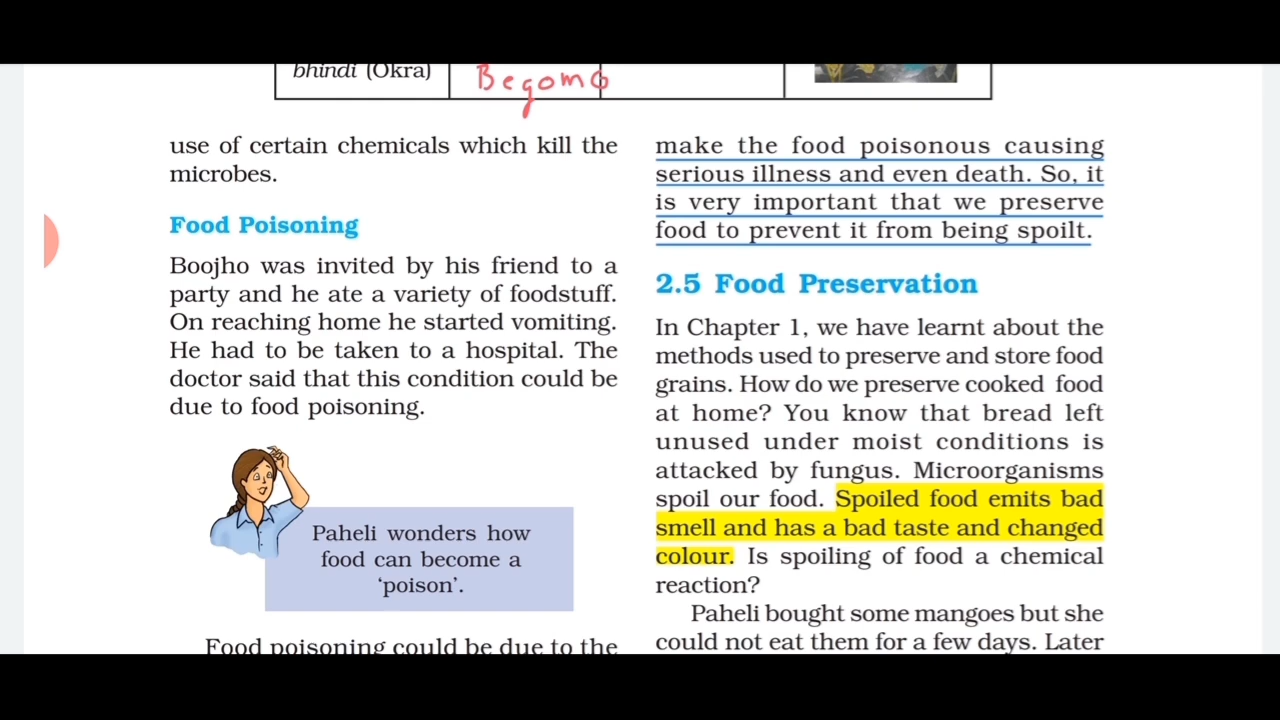 bhindi (Okra)
Begomo
use of certain chemicals which kill the
microbes.
Food Poisoning
Boojho was invited by his friend to a
party and he ate a variety of foodstuff.
On reaching home he started vomiting.
He had to be taken to a hospital. The
doctor said that this condition could be
due to food poisoning.
Paheli wonders how
food can become a
‘poison’.
Food poisoning could be due to the
make the food poisonous causing
serious illness and even death. So, it
is very important that we preserve
food to prevent it from being spoilt.
2.5 Food Preservation
In Chapter 1, we have learnt about the
methods used to preserve and store food
grains. How do we preserve cooked food
at home? You know that bread left
unused under moist conditions is
attacked by fungus. Microorganisms
spoil our food. Spoiled food emits bad
smell and has a bad taste and changed
colour. Is spoiling of food a chemical
reaction?
Paheli bought some mangoes but she
could not eat them for a few days. Later